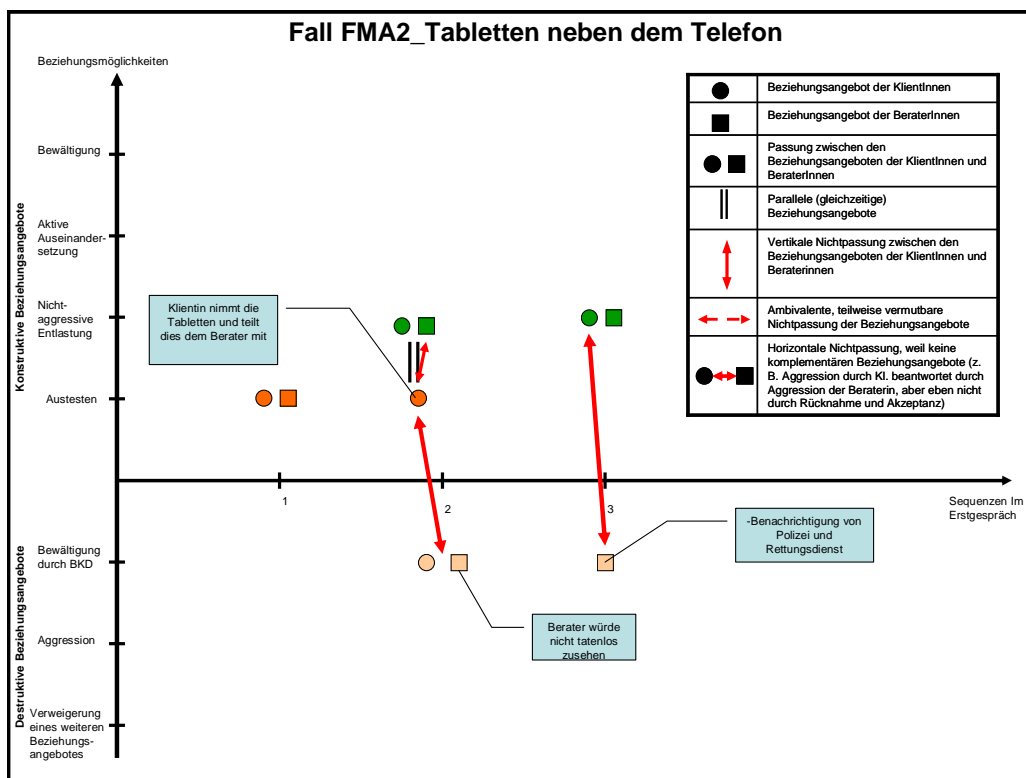 Fall FMA2_Tabletten neben dem Telefon
Beziehungsmöglichkeiten
Konstruktive Beziehungsangebote
Bewältigung
Aktive
Auseinander-
setzung
Nicht-
aggressive
Entlastung
Austesten
Klientin nimmt die
Tabletten und teilt
dies dem Berater mit
Beziehungsangebot der KlientInnen
Beziehungsangebot der BeraterInnen
Passung zwischen den
Beziehungsangeboten der KlientInnen und
BeraterInnen
Parallele (gleichzeitige)
Beziehungsangebote
Vertikale Nichtpassung zwischen den
Beziehungsangeboten der KlientInnen und
Beraterinnen
Ambivalente, teilweise vermutbare
Nichtpassung der Beziehungsangebote
Horizontale Nichtpassung, weil keine
komplementären Beziehungsangebote (z.
B. Aggression durch Kl. beantwortet durch
Aggression der Beraterin, aber eben nicht
durch Rücknahme und Akzeptanz)
1
2
3
Sequenzen Im
Erstgespräch
Destruktive Beziehungsangebote
Bewältigung
durch BKD
Aggression
Verweigerung
eines weiteren
Beziehungs-
angebotes
-Benachrichtigung von
Polizei und
Rettungsdienst
Berater würde
nicht tatenlos
zusehen